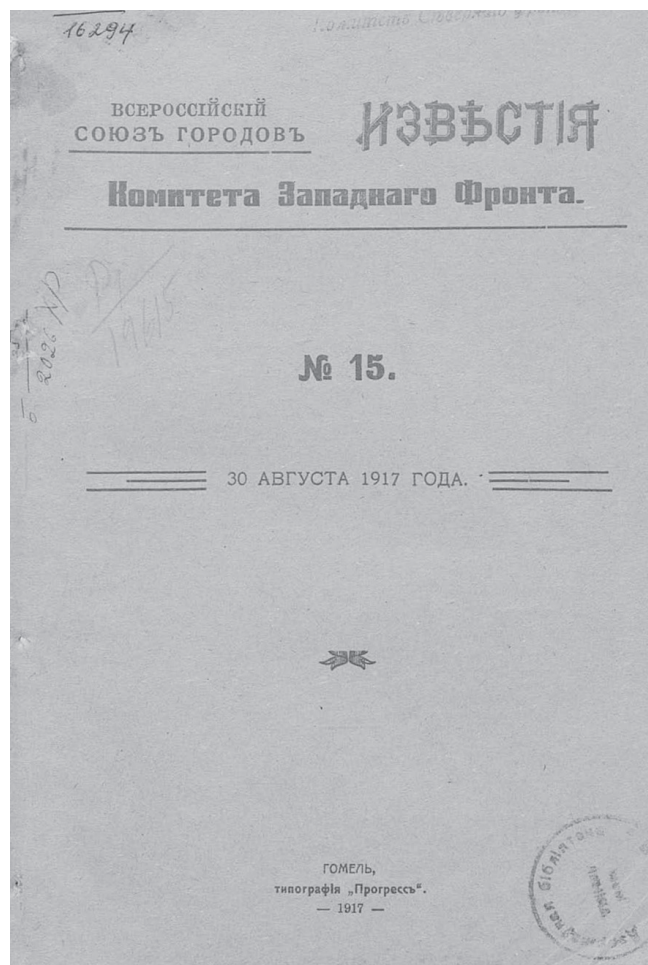 16294
ВСЕРОССІЙСКІЙ
СОЮЗЪ ГОРОДОВЪ
ИЗВѢСТІЯ
Комитета Западнаго Фронта.
№ 15.
30 АВГУСТА 1917 ГОДА.
ГОМЕЛЬ,
типографія „Прогрессъ“.
— 1917 —